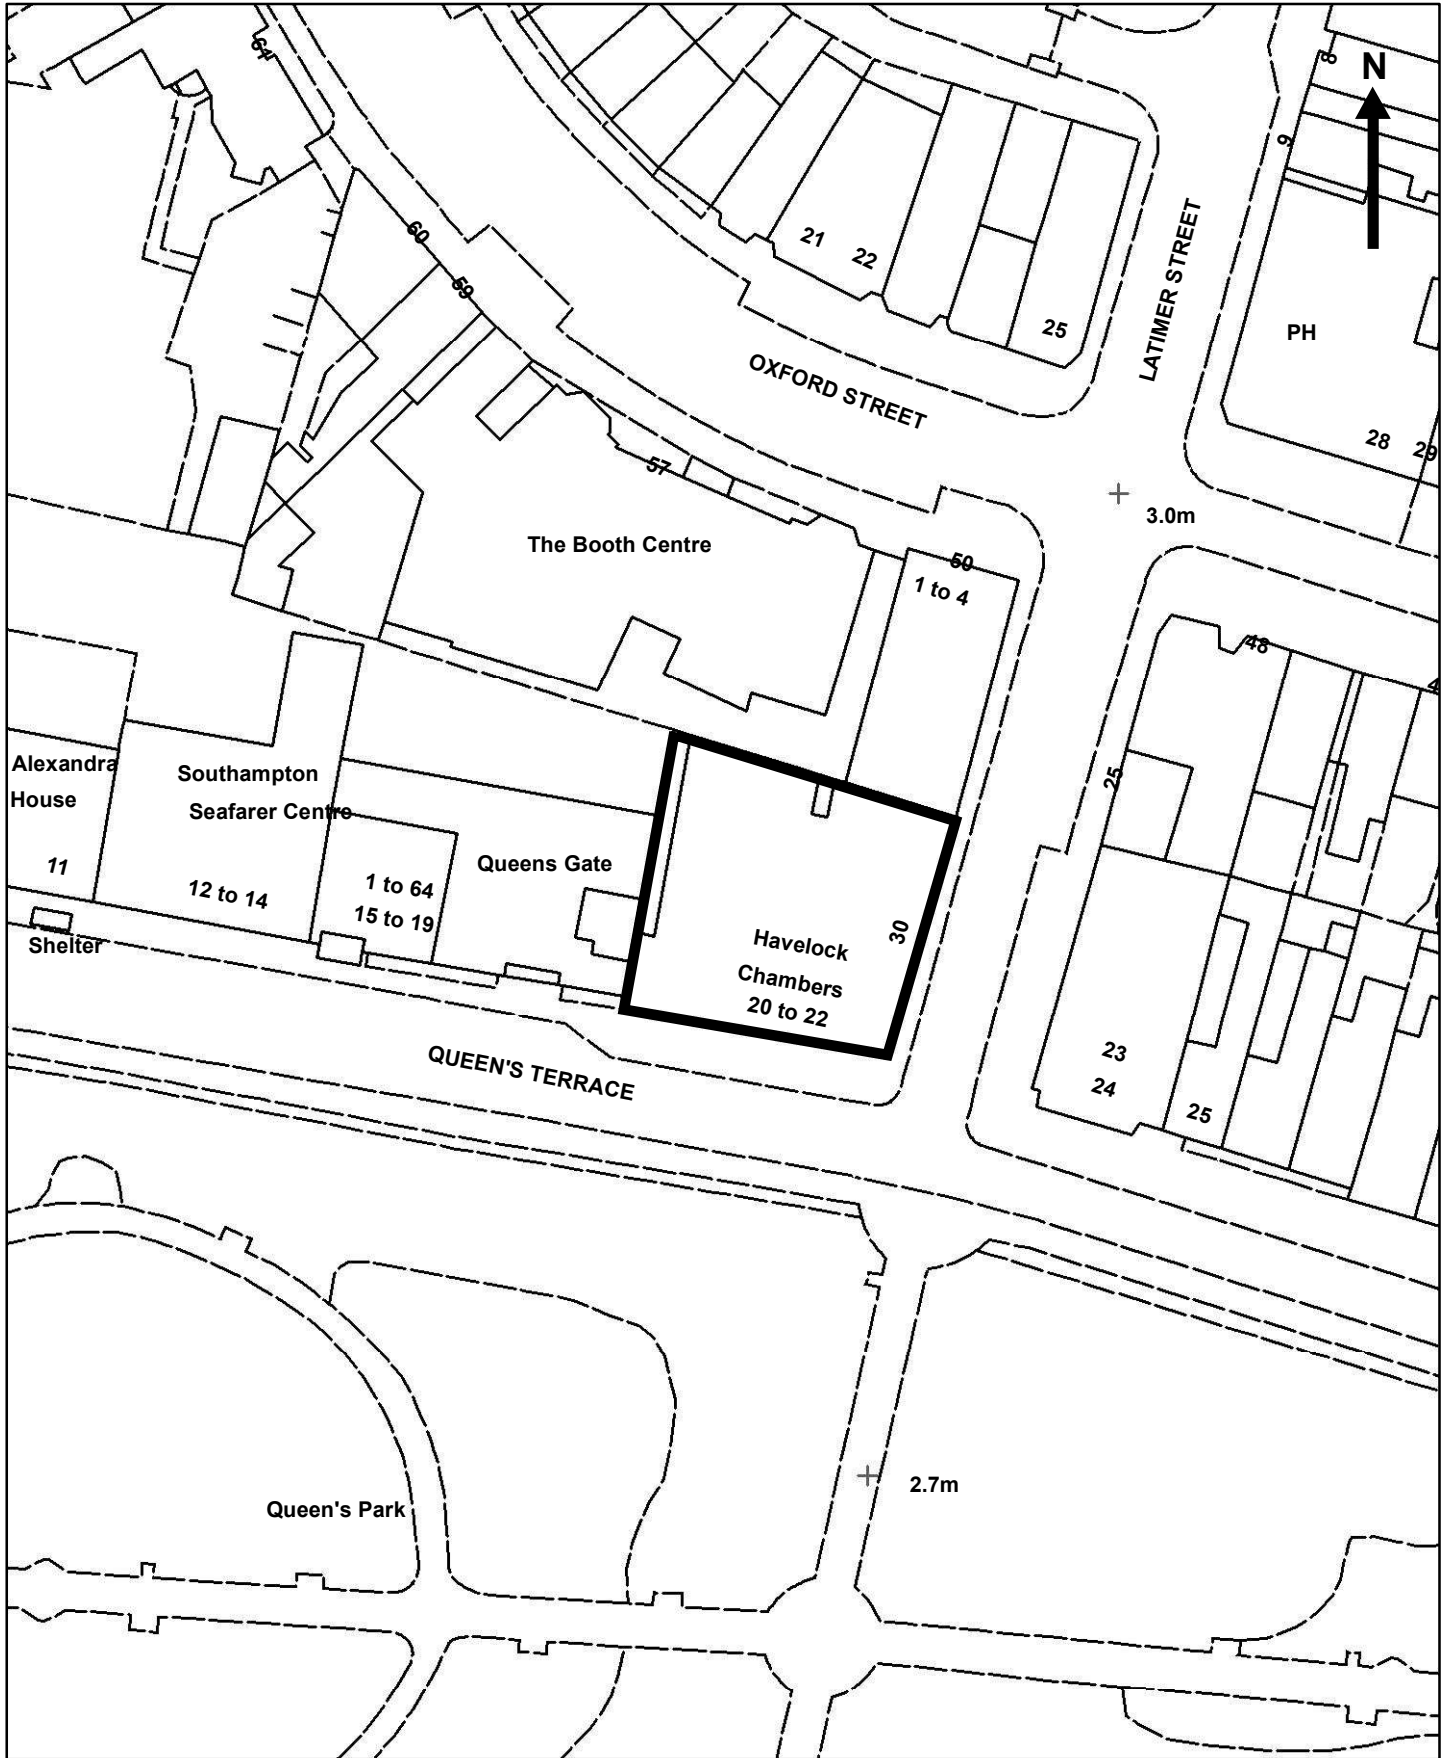 64
8
N
6
60
59
21
22
25
LATIMER STREET
PH
OXFORD STREET
28
29
57
3.0m
The Booth Centre
50
1 to 4
48
4
25
Alexandra
House
11
Southampton
Seafarer Centre
12 to 14
Queens Gate
1 to 64
15 to 19
Shelter
30
Havelock
Chambers
20 to 22
QUEEN'S TERRACE
23
24
25
2.7m
Queen's Park